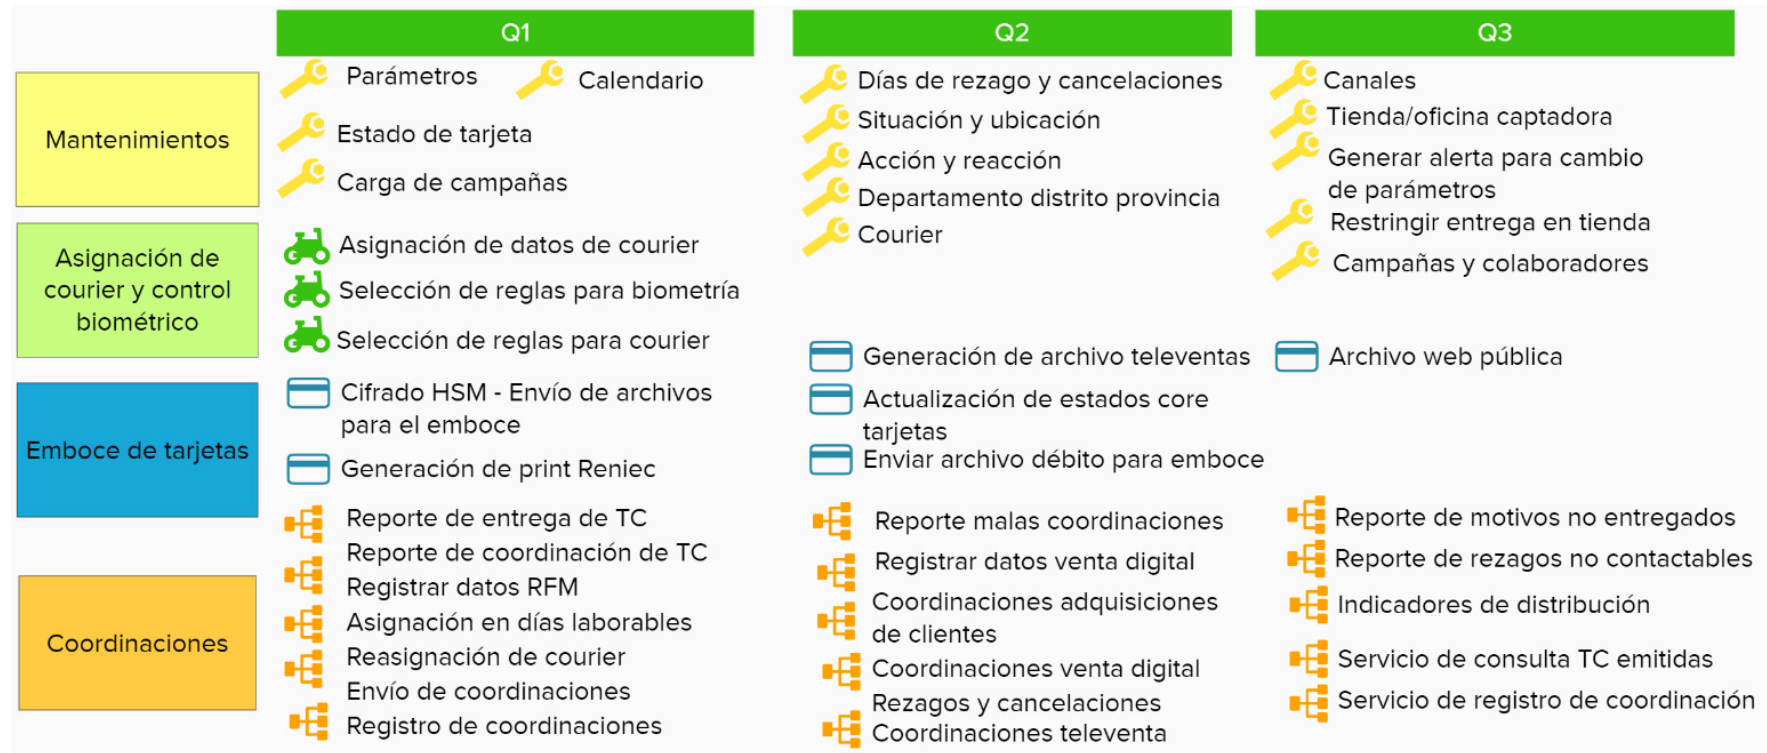 Q1
Q2
Q3
Mantenimientos
Parámetros
Calendario
Estado de tarjeta
Carga de campañas
Días de rezago y cancelaciones
Situación y ubicación
Acción y reacción
Departamento distrito provincia
Courier
Canales
Tienda/oficina captadora
Generar alerta para cambio
de parámetros
Restringir entrega en tienda
Campañas y colaboradores
Asignación de
courier y control
biométrico
Asignación de datos de courier
Selección de reglas para biometría
Selección de reglas para courier
Emboce de tarjetas
Cifrado HSM - Envío de archivos
para el emboce
Generación de print Reniec
Generación de archivo televentas
Actualización de estados core
tarjetas
Enviar archivo débito para emboce
Archivo web pública
Coordinaciones
Reporte de entrega de TC
Reporte de coordinación de TC
Registrar datos RFM
Asignación en días laborables
Reasignación de courier
Envío de coordinaciones
Registro de coordinaciones
Reporte malas coordinaciones
Registrar datos venta digital
Coordinaciones adquisiciones
de clientes
Coordinaciones venta digital
Rezagos y cancelaciones
Coordinaciones televenta
Reporte de motivos no entregados
Reporte de rezagos no contactables
Indicadores de distribución
Servicio de consulta TC emitidas
Servicio de registro de coordinación